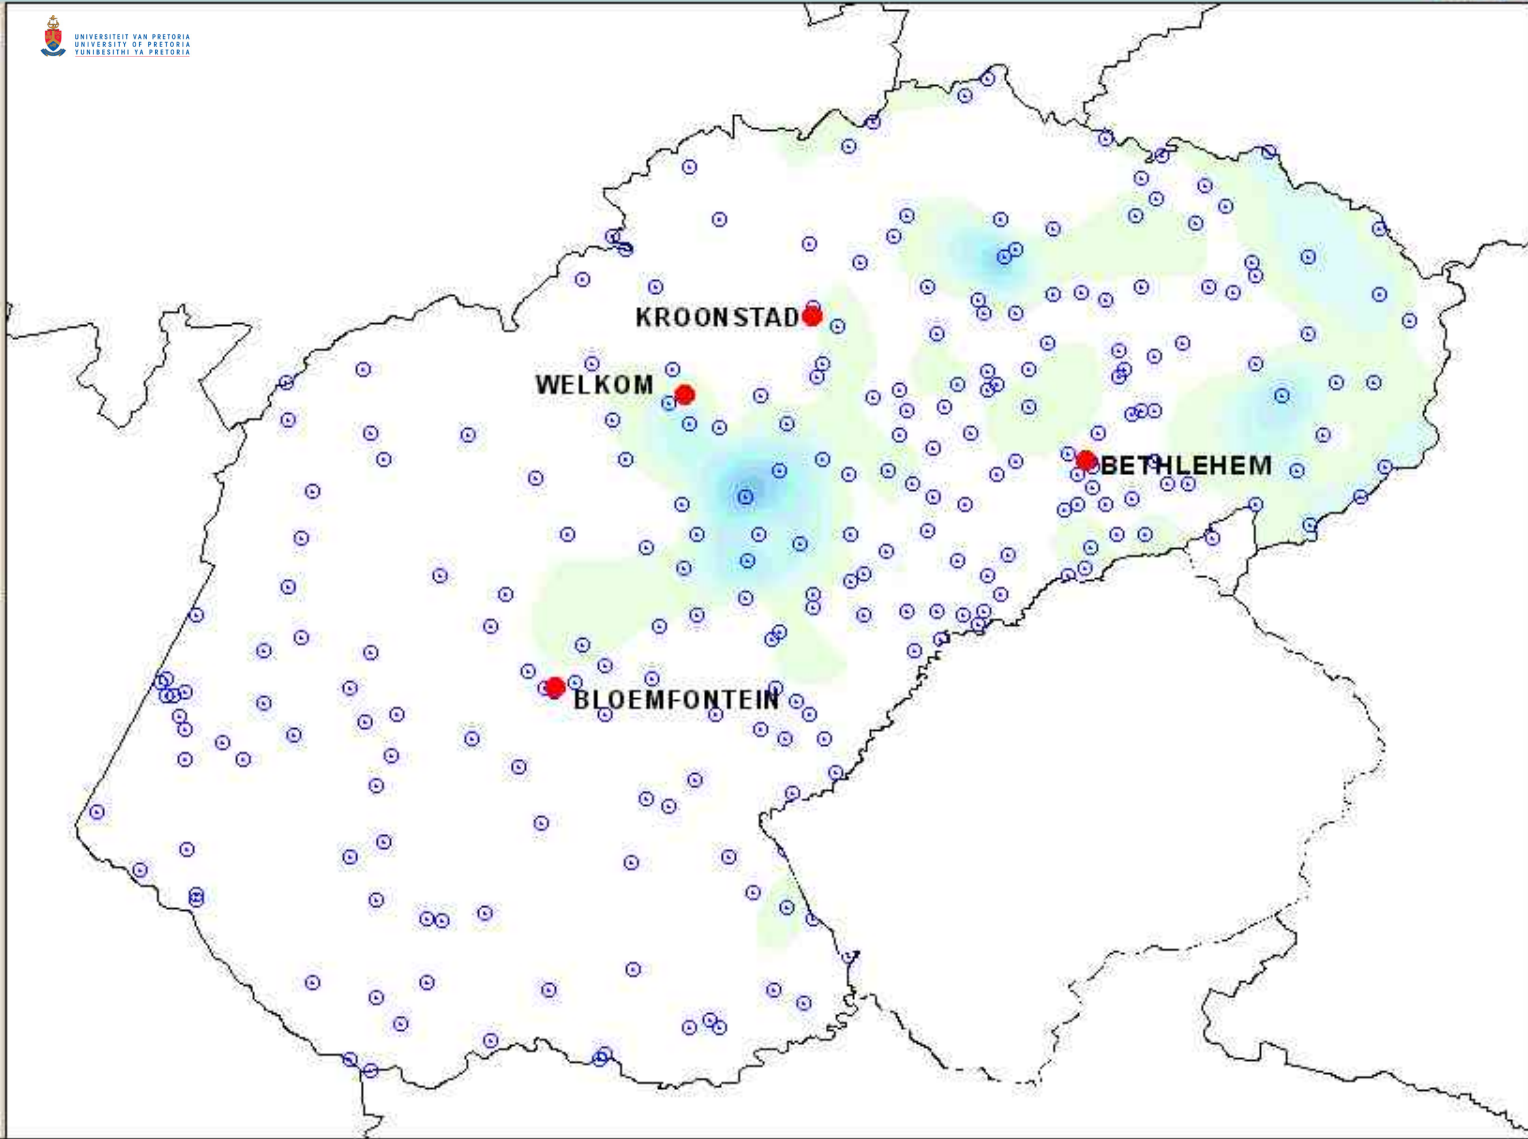 UNIVERSITEIT VAN PRETORIA
UNIVERSITY OF PRETORIA
YUNIBESITHI YA PRETORIA
KROONSTAD
WELKOM
BETHLEHEM
BLOEMFONTEIN